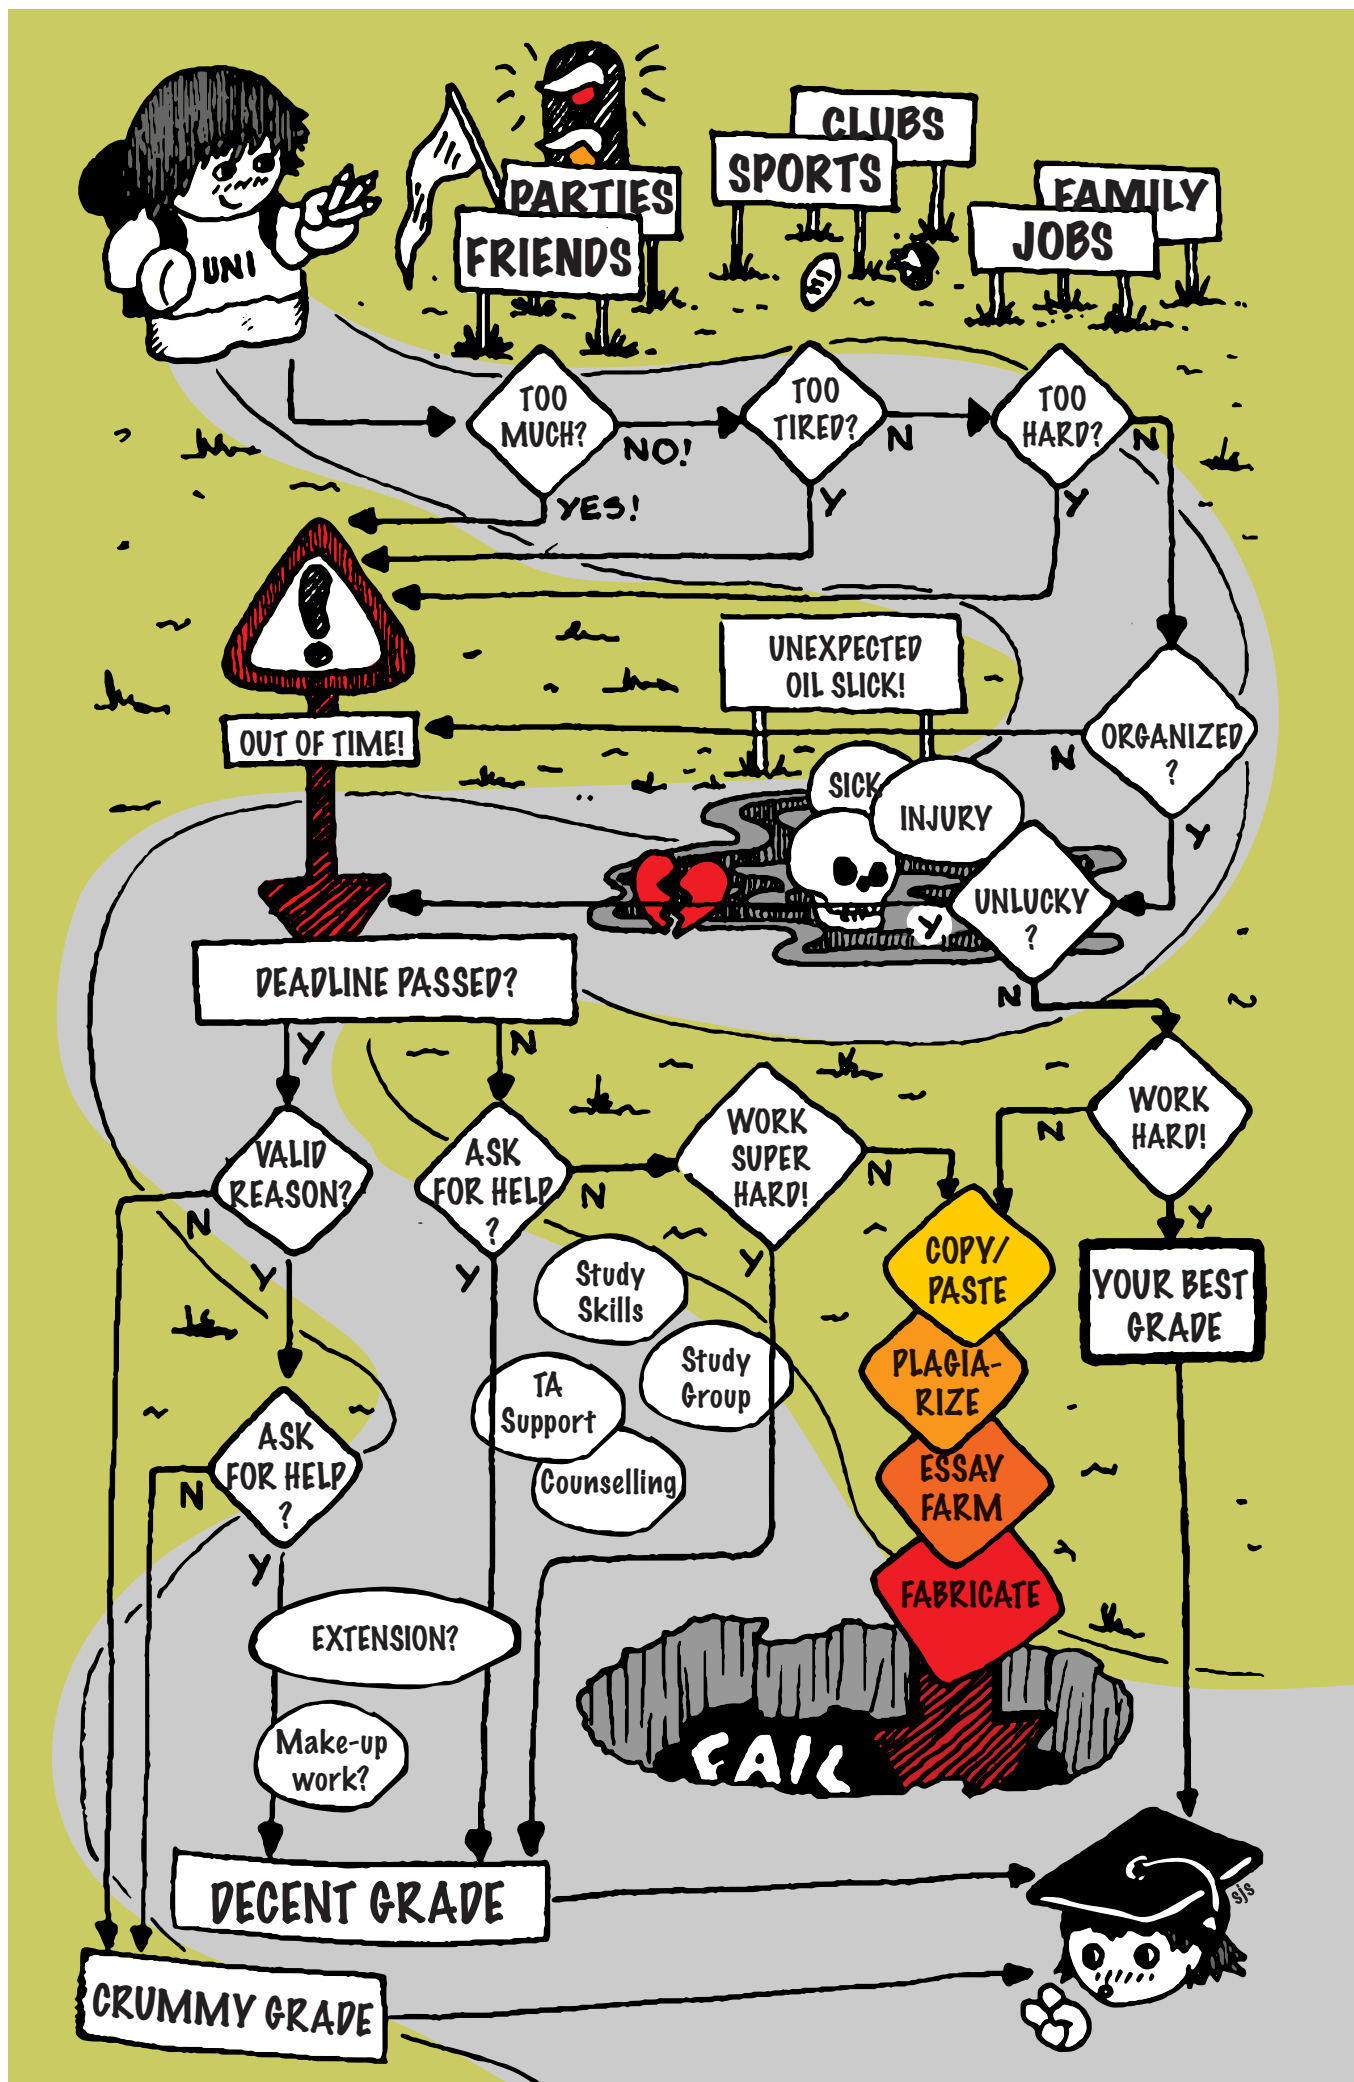 UNI
PARTIES
FRIENDS
CLUBS
SPORTS
FAMILY
JOBS
TOO
MUCH?
NO!
YES!
TOO
TIRED?
N
Y
TOO
HARD?
N
Y
!
OUT OF TIME!
UNEXPECTED
OIL SLICK!
ORGANIZED
?
N
Y
SICK
INJURY
UNLUCKY
?
Y
N
DEADLINE PASSED?
Y
N
VALID
REASON?
N
Y
ASK
FOR HELP
?
N
Y
WORK
SUPER
HARD!
N
Y
WORK
HARD!
N
Y
COPY/
PASTE
PLAGIA-
RIZE
ESSAY
FARM
FABRICATE
FAIL
YOUR BEST
GRADE
Study
Skills
Study
Group
TA
Support
Counselling
ASK
FOR HELP
?
N
Y
EXTENSION?
Make-up
work?
DECENT GRADE
CRUMMY GRADE
sjs